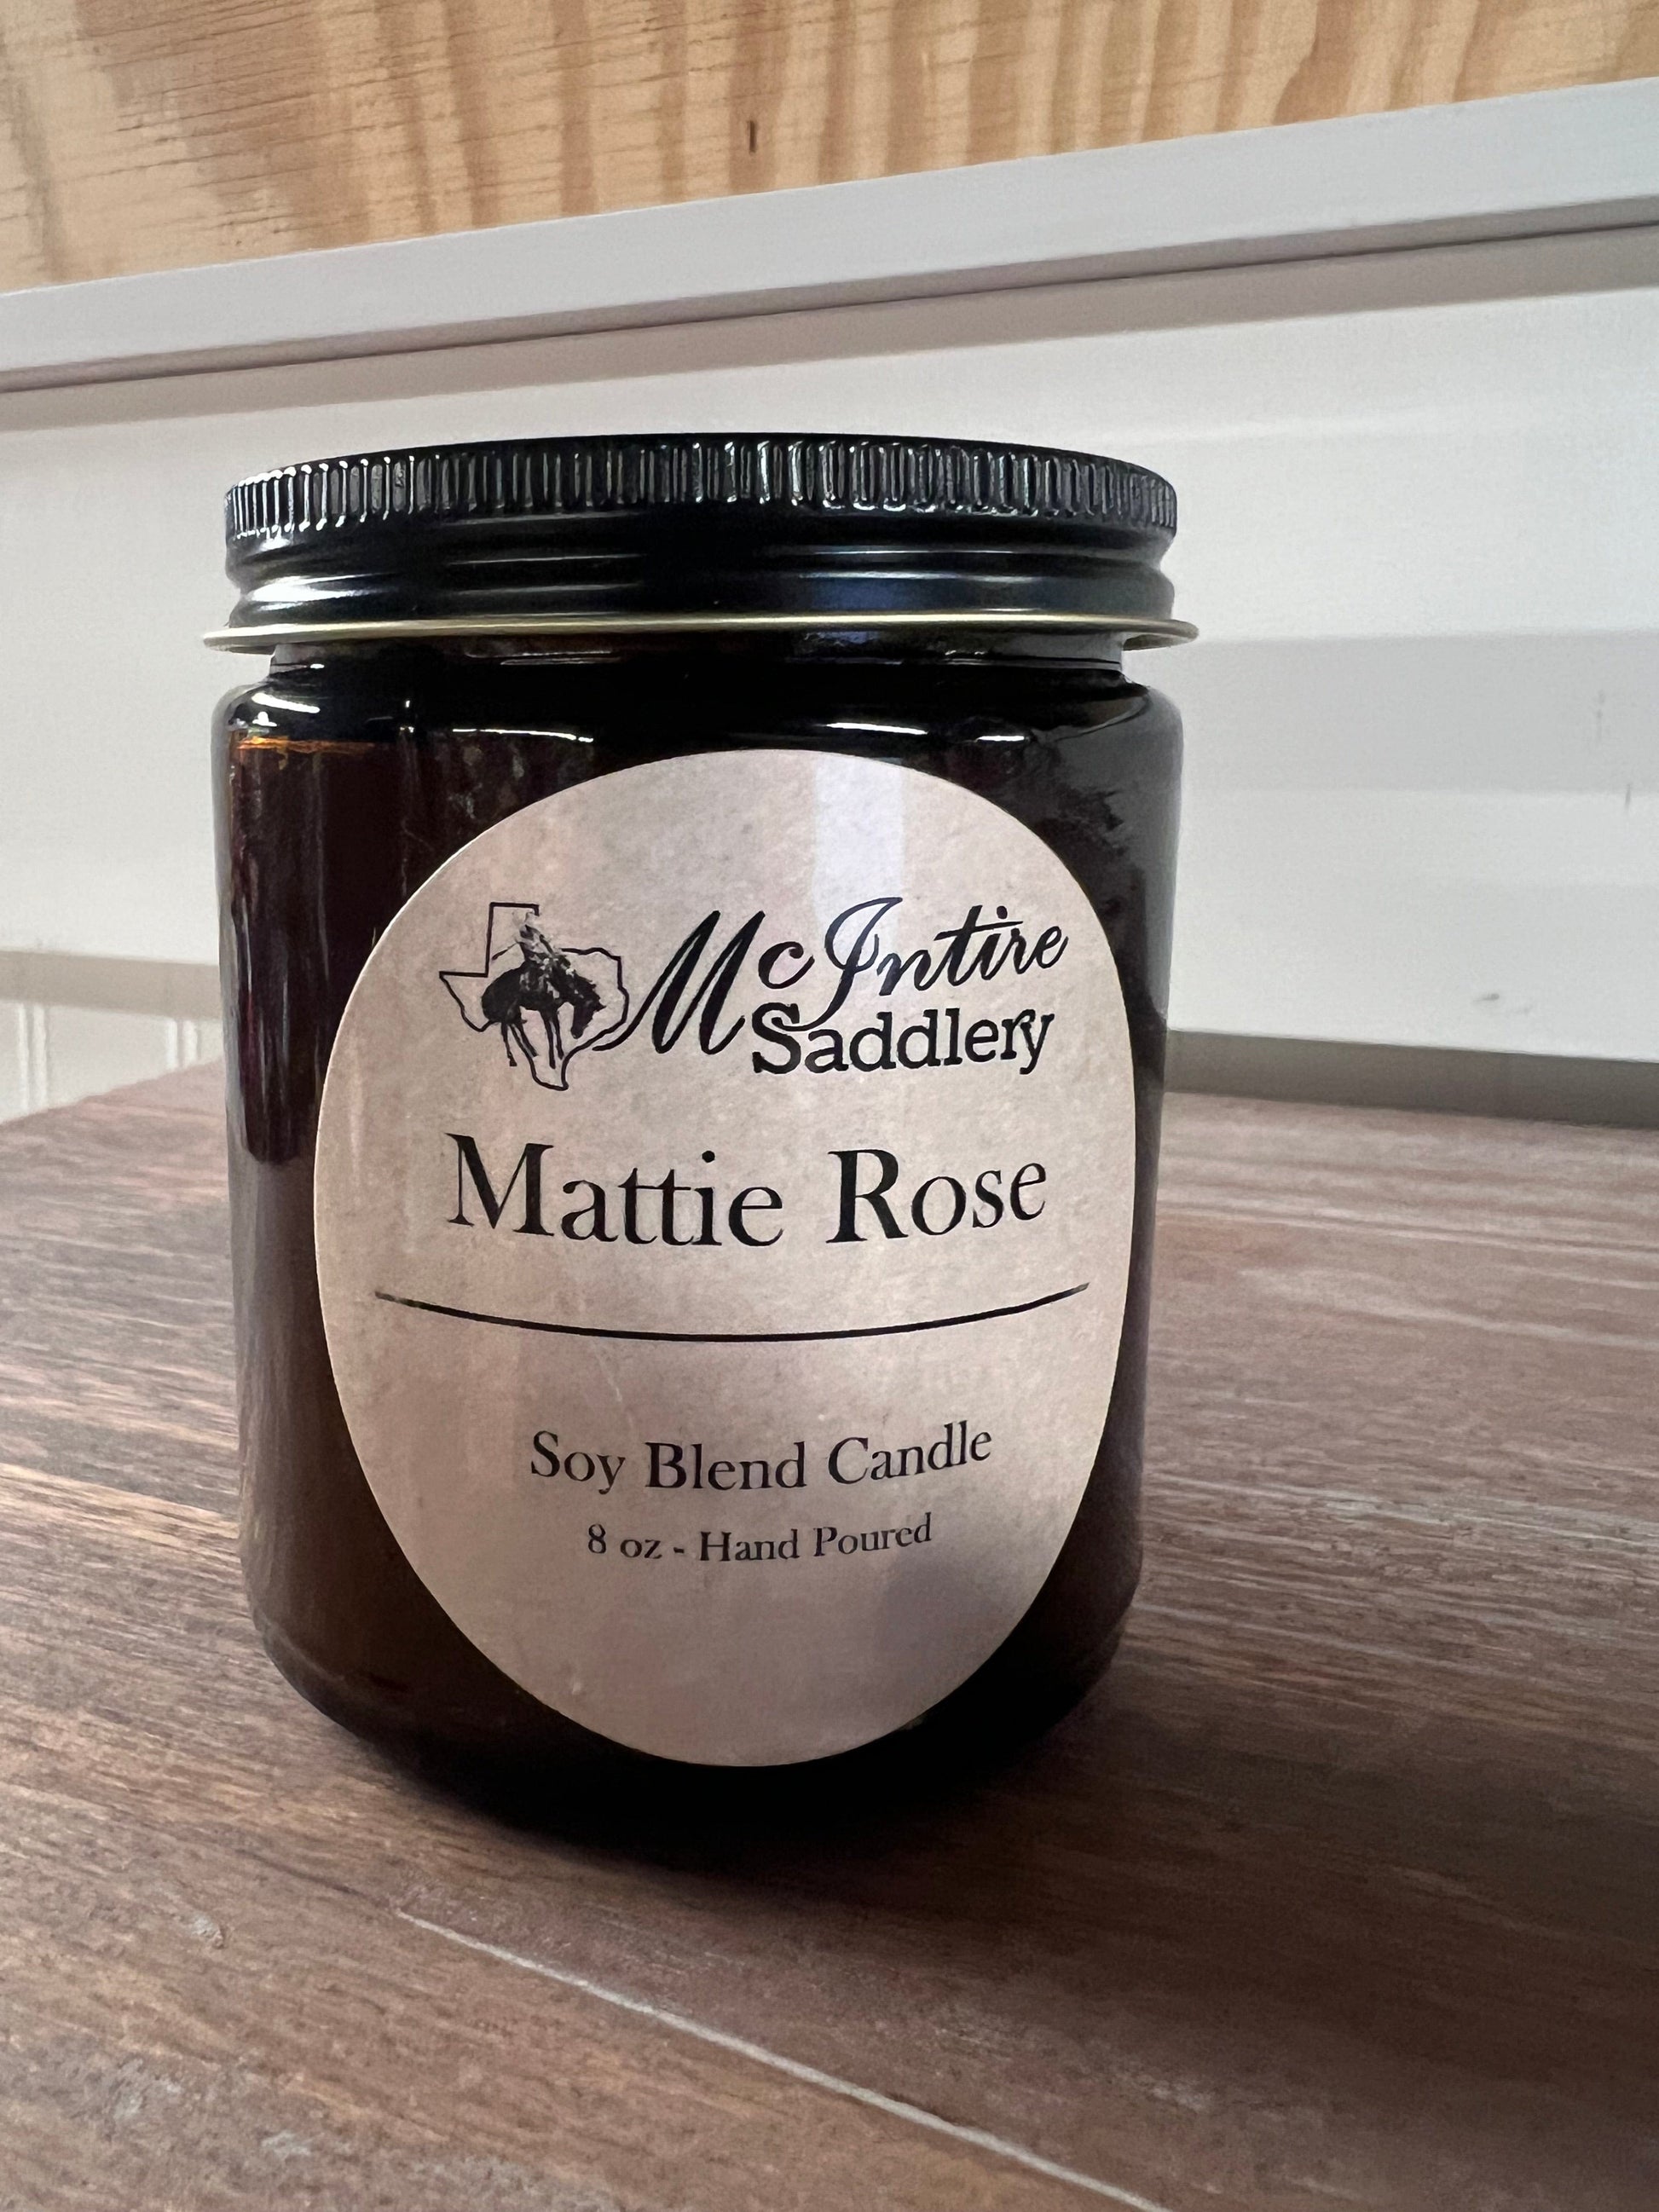 McIntire
Saddlery
Mattie Rose
Soy Blend Candle
8 oz - Hand Poured